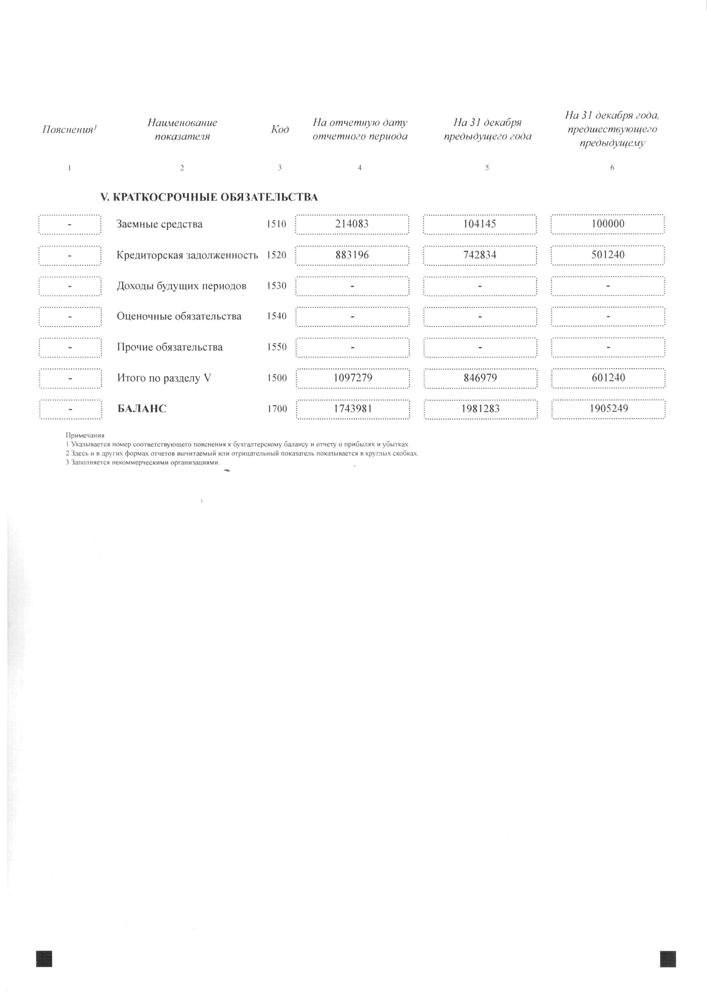 Пояснения¹ Наименование показателя Код На отчетную дату отчетного периода На 31 декабря предыдущего года На 31 декабря года, предшествующего предыдущему
1 2 3 4 5 6
V. КРАТКОСРОЧНЫЕ ОБЯЗАТЕЛЬСТВА
- Заемные средства 1510 214083 104145 100000
- Кредиторская задолженность 1520 883196 742834 501240
- Доходы будущих периодов 1530 - - -
- Оценочные обязательства 1540 - - -
- Прочие обязательства 1550 - - -
- Итого по разделу V 1500 1097279 846979 601240
- БАЛАНС 1700 1743981 1981283 1905249
Примечания
1 Указывается номер соответствующего пояснения к бухгалтерскому балансу и отчету о прибылях и убытках.
2 Здесь и в других формах отчетов вычитаемый или отрицательный показатель показывается в круглых скобках.
3 Заполняется некоммерческими организациями.